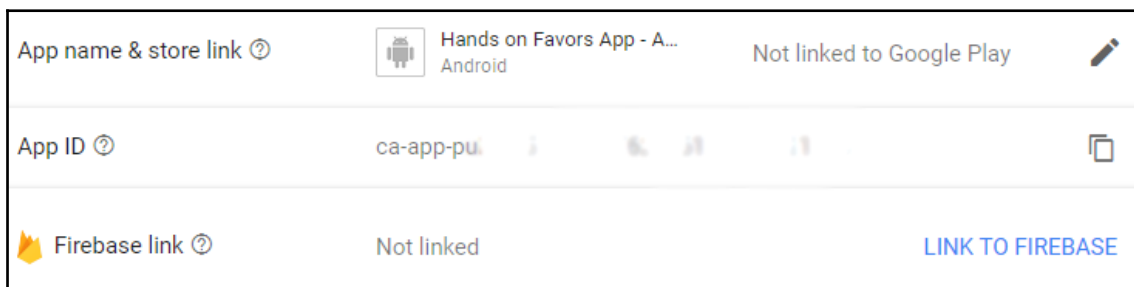 App name & store link
Hands on Favors App - A...
Android
Not linked to Google Play
App ID
ca-app-pu
Firebase link
Not linked
LINK TO FIREBASE